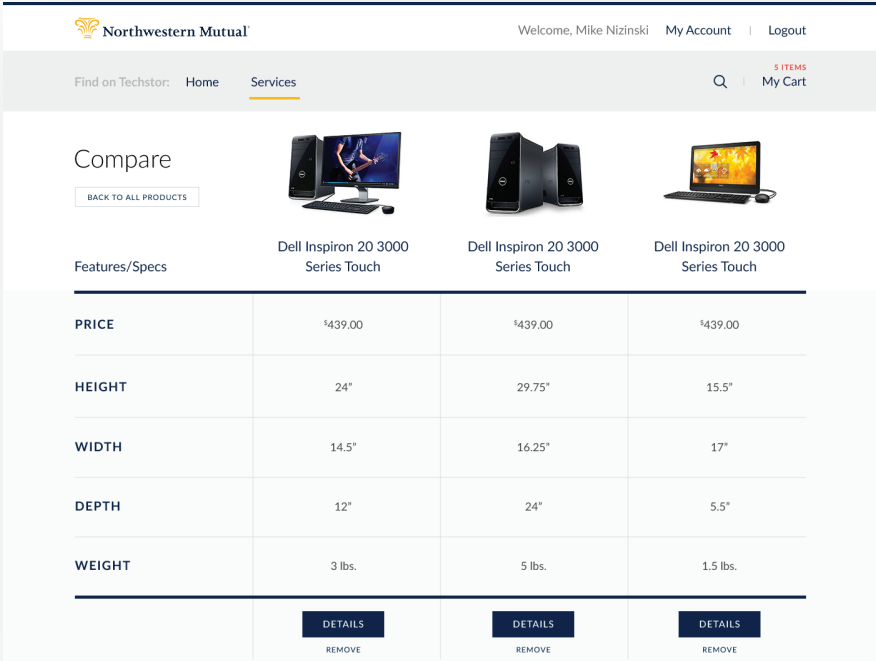 Northwestern Mutual®
Welcome, Mike Nizinski My Account | Logout
Find on Techstor: Home Services
5 ITEMS
My Cart
Compare
BACK TO ALL PRODUCTS
Features/Specs
Dell Inspiron 20 3000
Series Touch
Dell Inspiron 20 3000
Series Touch
Dell Inspiron 20 3000
Series Touch
PRICE $439.00 $439.00 $439.00
HEIGHT 24” 29.75” 15.5”
WIDTH 14.5” 16.25” 17”
DEPTH 12” 24” 5.5”
WEIGHT 3 lbs. 5 lbs. 1.5 lbs.
DETAILS DETAILS DETAILS
REMOVE REMOVE REMOVE